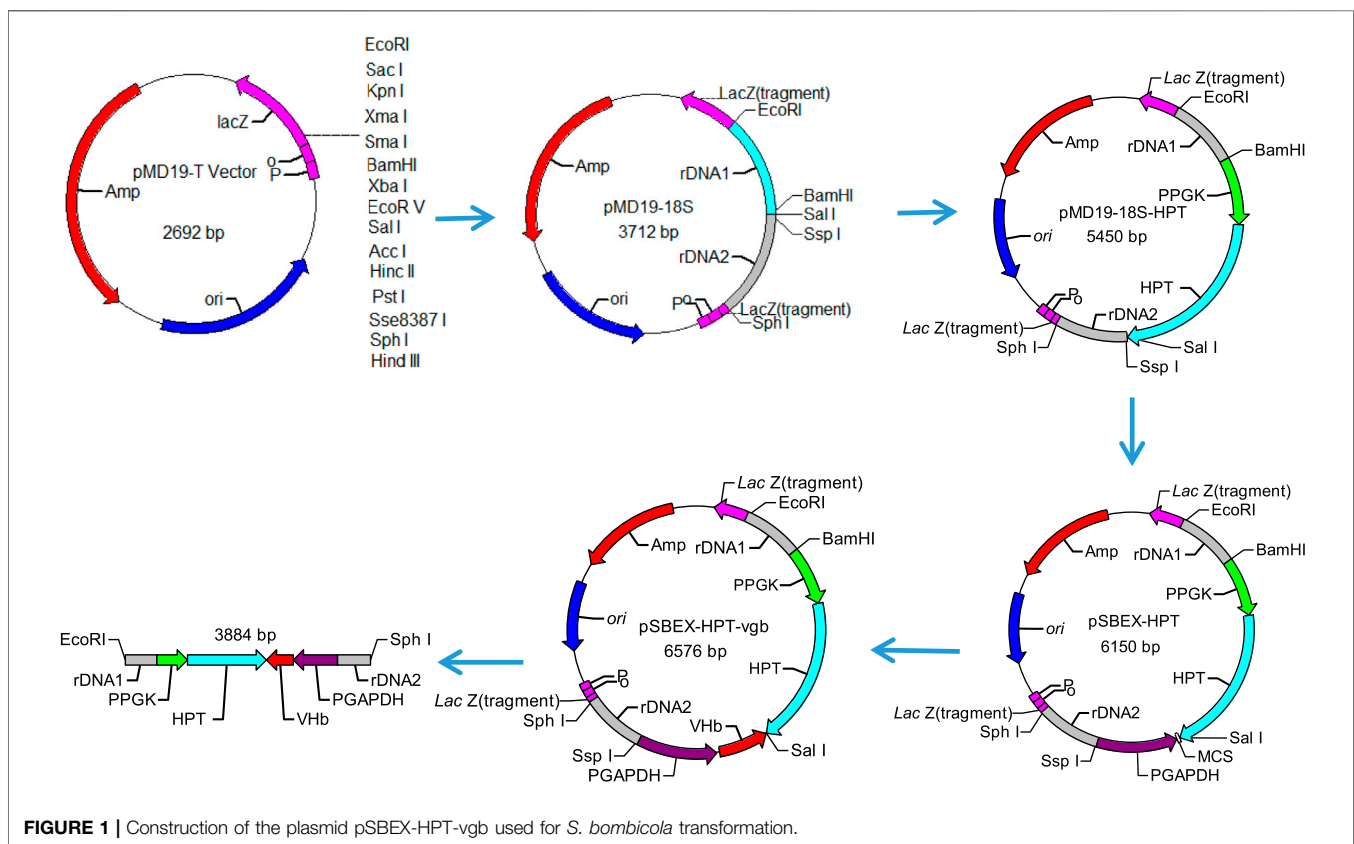 EcoRI
Sac I
Kpn I
Xma I
Sma I
BamHI
Xba I
EcoR V
Sal I
Acc I
Hinc II
Pst I
Sse8387 I
Sph I
Hind III
lacZ
o
P
pMD19-T Vector
Amp
2692 bp
ori
LacZ(tragment)
EcoRI
Amp
rDNA1
BamHI
pMD19-18S
Sal I
3712 bp
Ssp I
rDNA2
ori
P
o
LacZ(tragment)
Sph I
Lac Z(tragment)
EcoRI
Amp
rDNA1
BamHI
PPGK
pMD19-18S-HPT
ori
5450 bp
HPT
P
o
rDNA2
Lac Z(tragment)
Sph I
Sal I
Ssp I
Lac Z(tragment)
EcoRI
Amp
rDNA1
BamHI
PPGK
ori
pSBEX-HPT
6150 bp
HPT
P
o
Lac Z(tragment)
rDNA2
Sph I
Sal I
MCS
Ssp I
PGAPDH
Lac Z(tragment)
EcoRI
Amp
rDNA1
BamHI
PPGK
ori
pSBEX-HPT-vgb
6576 bp
HPT
P
o
Lac Z(tragment)
rDNA2
Sph I
VHb
Ssp I
Sal I
PGAPDH
3884 bp
EcoRI
Sph I
rDNA1
rDNA2
PPGK
PGAPDH
HPT
VHb
FIGURE 1 | Construction of the plasmid pSBEX-HPT-vgb used for S. bombicola transformation.